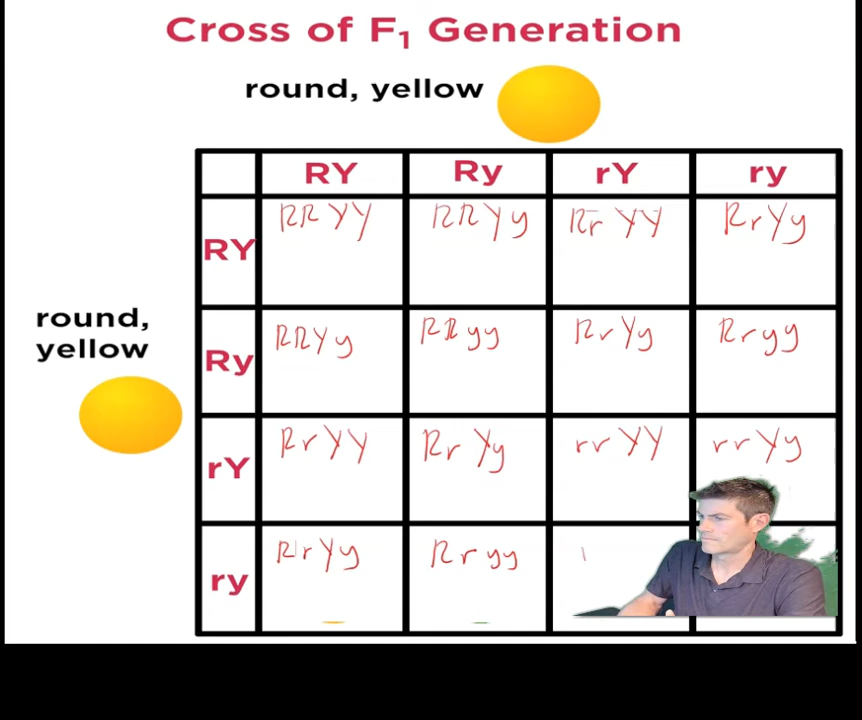 Cross of F₁ Generation
round, yellow
RY Ry rY ry
RY RRYY RRYy RrYY RrYy
round,
yellow
Ry RRYy RRyy RrYy Rryy
rY RrYY RrYy rrYY rrYy
ry RrYy Rryy